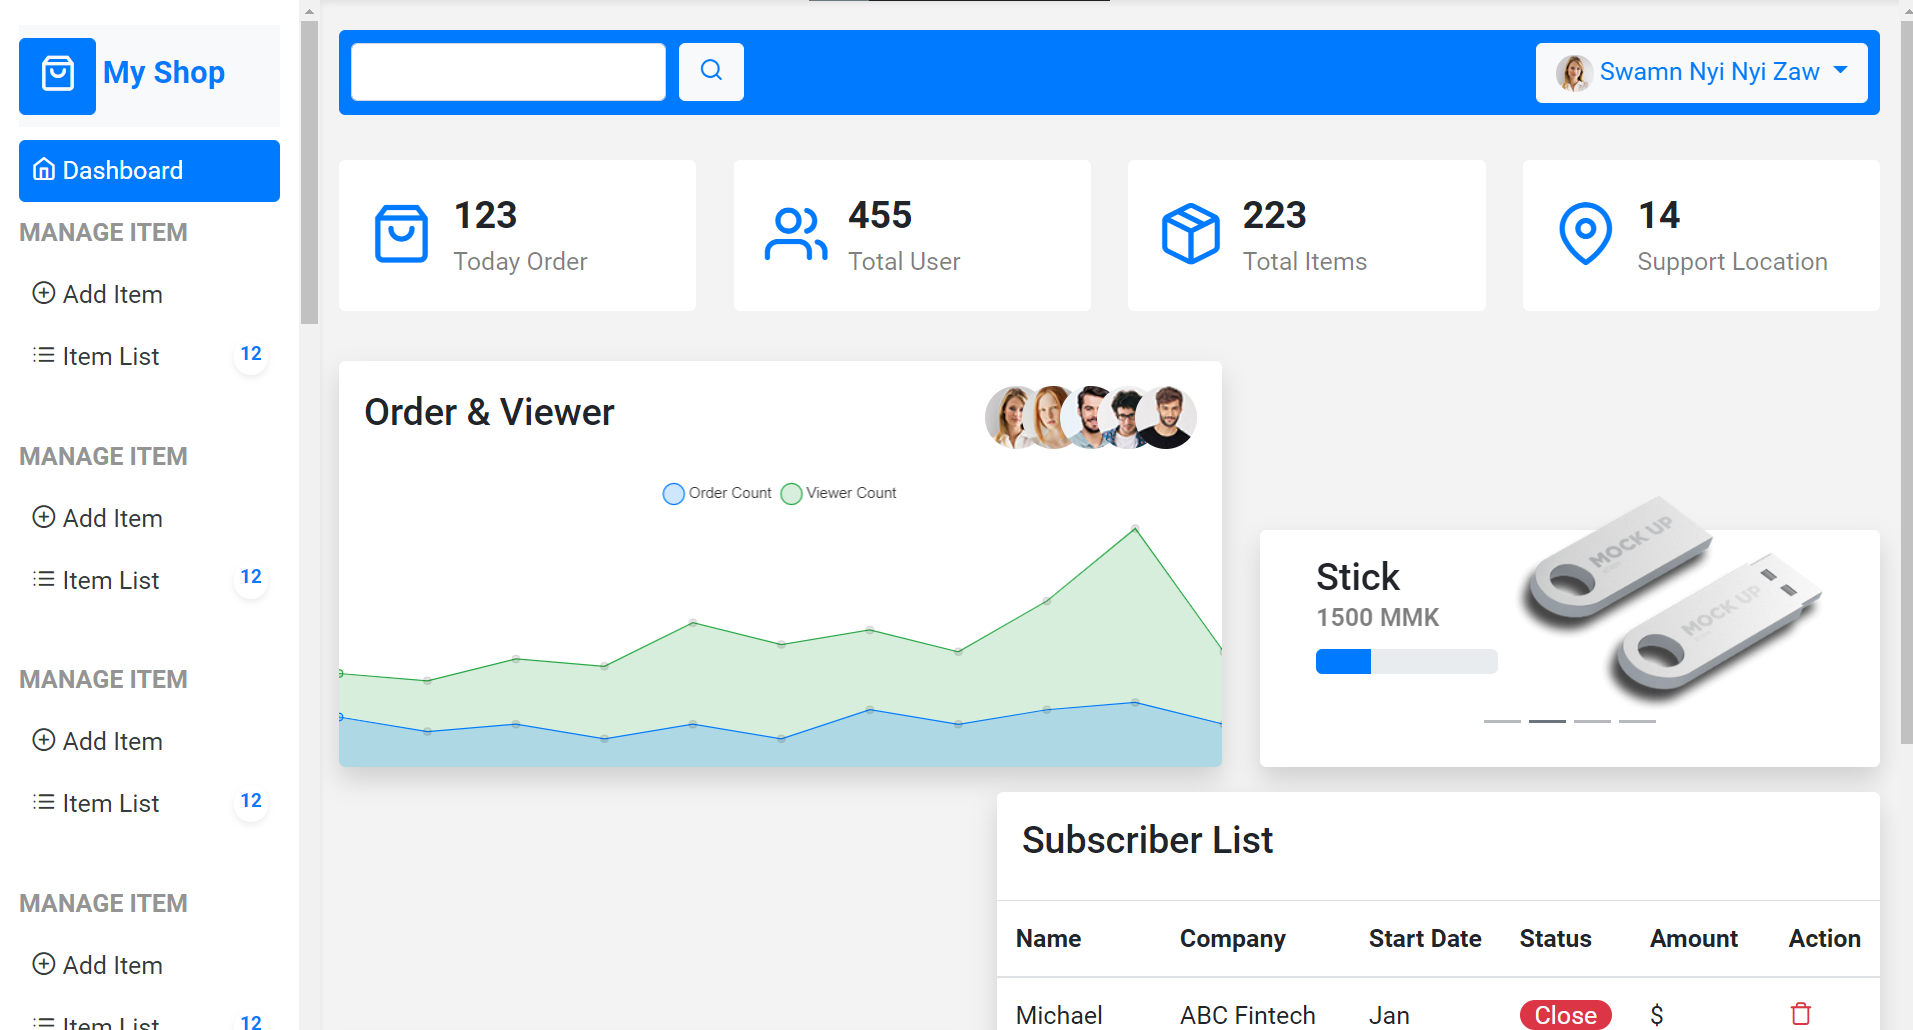 My Shop
Dashboard
MANAGE ITEM
Add Item
Item List 12
MANAGE ITEM
Add Item
Item List 12
MANAGE ITEM
Add Item
Item List 12
MANAGE ITEM
Add Item
Item List 12
Swamn Nyi Nyi Zaw
123
Today Order
455
Total User
223
Total Items
14
Support Location
Order & Viewer
Order Count Viewer Count
Stick
1500 MMK
MOCK UP
MOCK UP
Subscriber List
Name Company Start Date Status Amount Action
Michael ABC Fintech Jan Close $